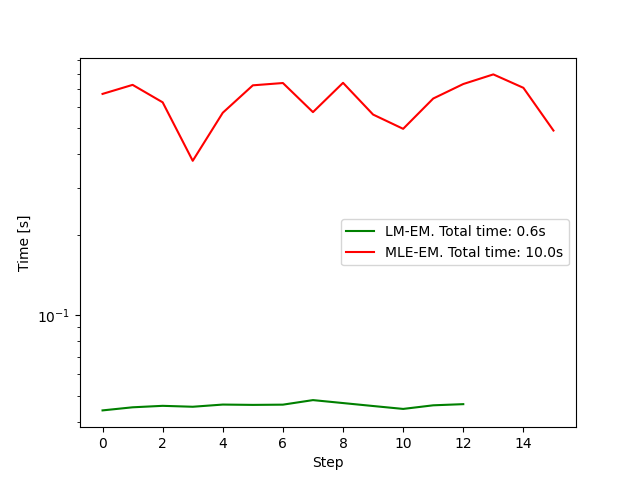 Time [s]
10⁻¹
LM-EM. Total time: 0.6s
MLE-EM. Total time: 10.0s
0 2 4 6 8 10 12 14
Step